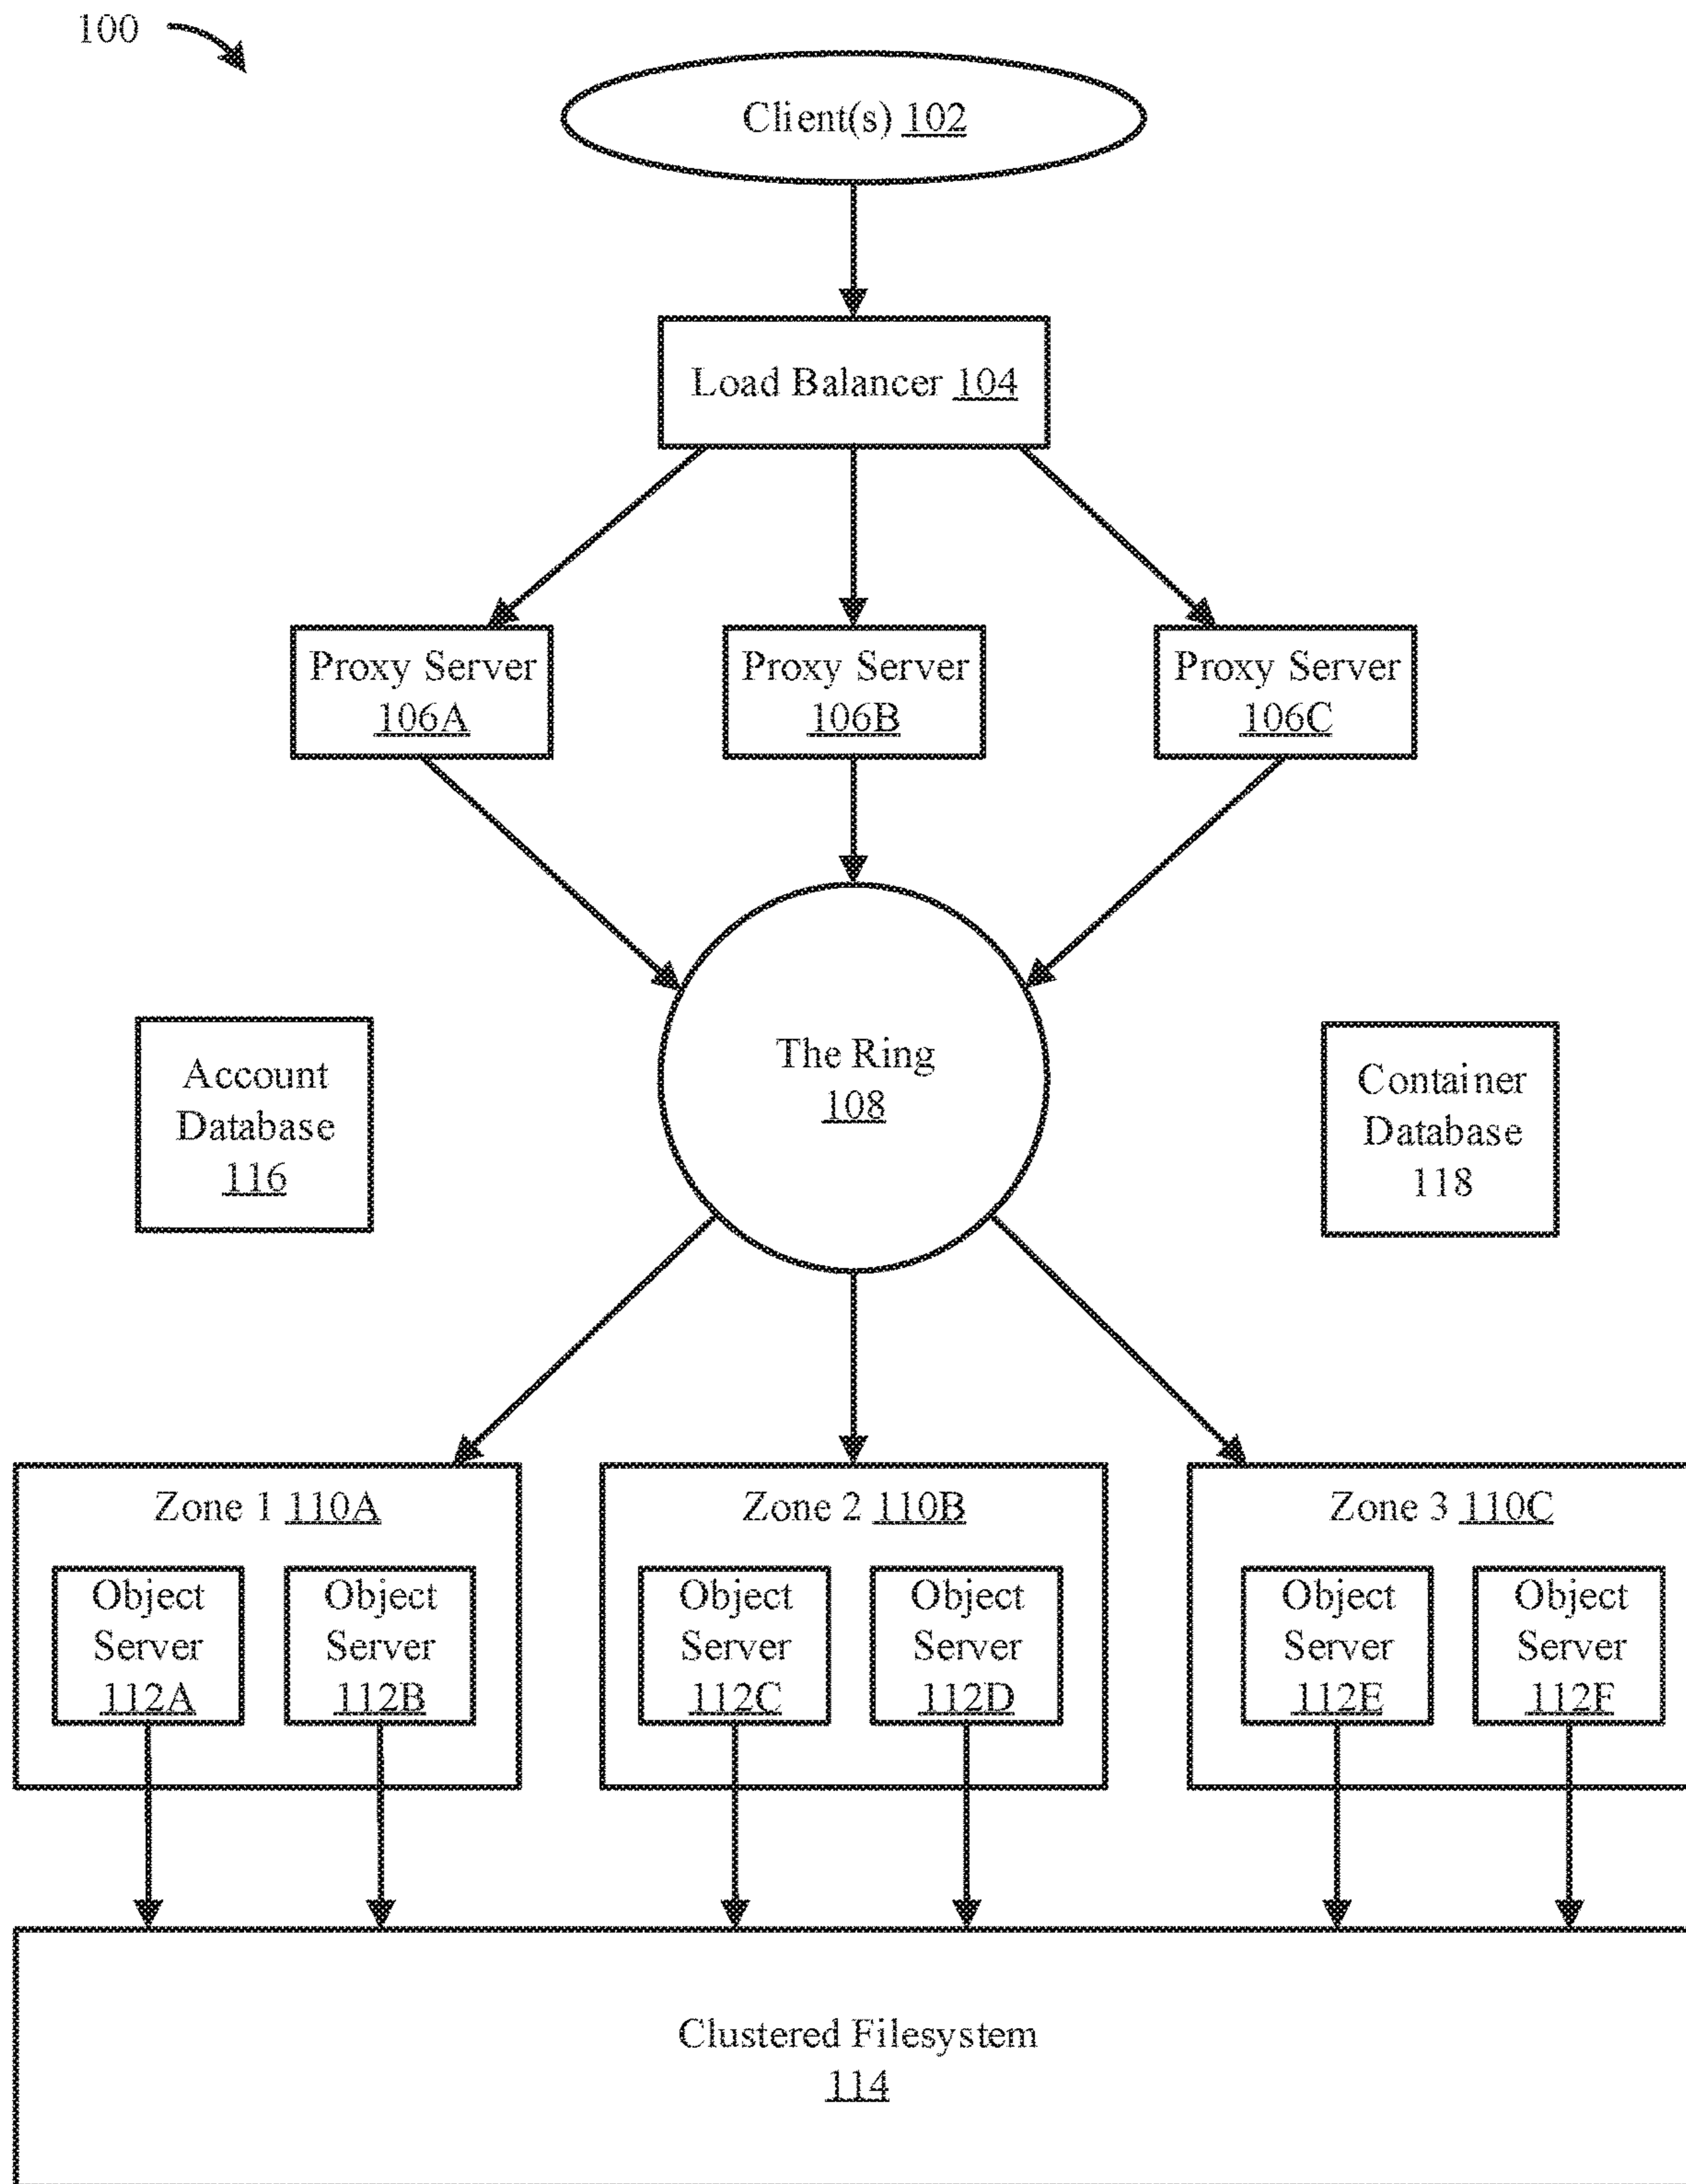 100
Client(s) 102
Load Balancer 104
Proxy Server
106A
Proxy Server
106B
Proxy Server
106C
The Ring
108
Account
Database
116
Container
Database
118
Zone 1 110A
Object
Server
112A
Object
Server
112B
Zone 2 110B
Object
Server
112C
Object
Server
112D
Zone 3 110C
Object
Server
112E
Object
Server
112F
Clustered Filesystem
114